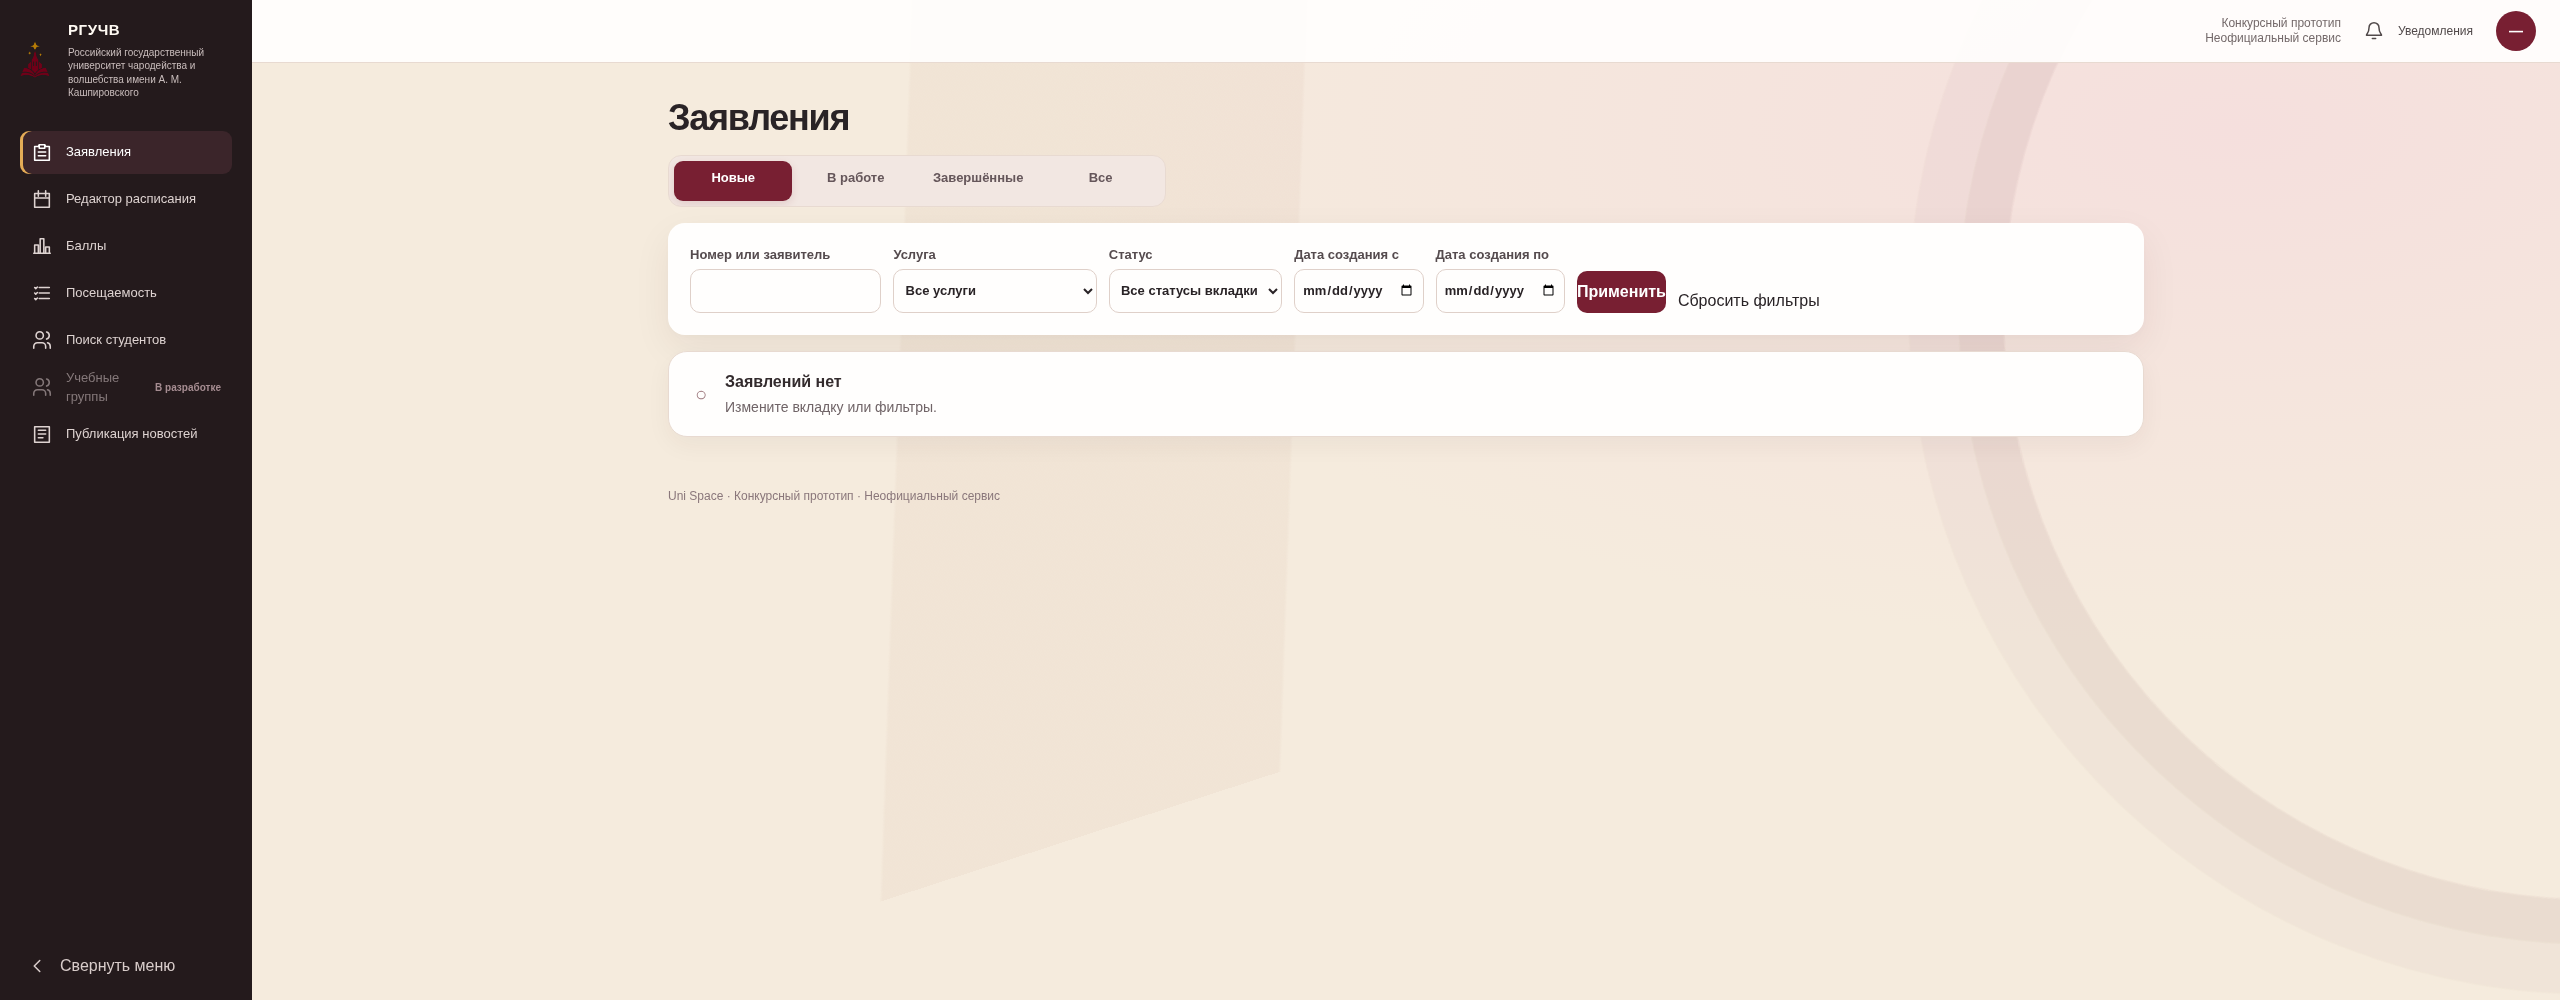 РГУЧВ
Российский государственный
университет чародейства и
волшебства имени А. М.
Кашпировского
Заявления
Редактор расписания
Баллы
Посещаемость
Поиск студентов
Учебные
группы
В разработке
Публикация новостей
Свернуть меню
Конкурсный прототип
Неофициальный сервис
Уведомления
Заявления
Новые В работе Завершённые Все
Номер или заявитель Услуга Статус Дата создания с Дата создания по
Все услуги Все статусы вкладки mm/dd/yyyy mm/dd/yyyy Применить Сбросить фильтры
Заявлений нет
Измените вкладку или фильтры.
Uni Space · Конкурсный прототип · Неофициальный сервис